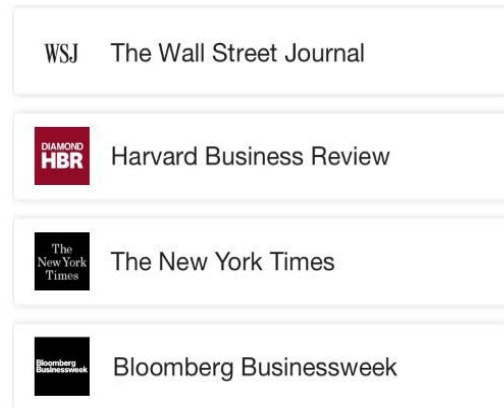 WSJ The Wall Street Journal
DIAMOND
HBR Harvard Business Review
The
New York
Times
The New York Times
Bloomberg
Businessweek
Bloomberg Businessweek